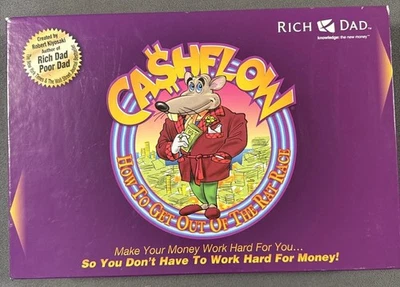 RICH DAD™
knowledge: the new money™
Created by
Robert Kiyosaki
Author of
Rich Dad
Poor Dad
CA$HFLOW
HOW TO GET OUT OF THE RAT RACE
Make Your Money Work Hard For You…
So You Don't Have To Work Hard For Money!